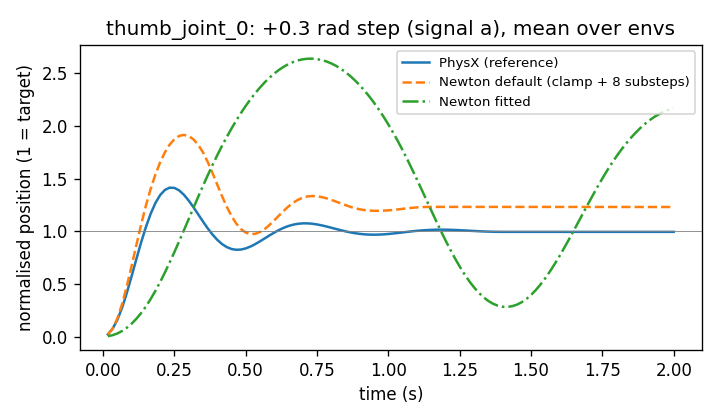 thumb_joint_0: +0.3 rad step (signal a), mean over envs
PhysX (reference)
Newton default (clamp + 8 substeps)
Newton fitted
normalised position (1 = target)
2.5
2.0
1.5
1.0
0.5
0.0
0.00 0.25 0.50 0.75 1.00 1.25 1.50 1.75 2.00
time (s)